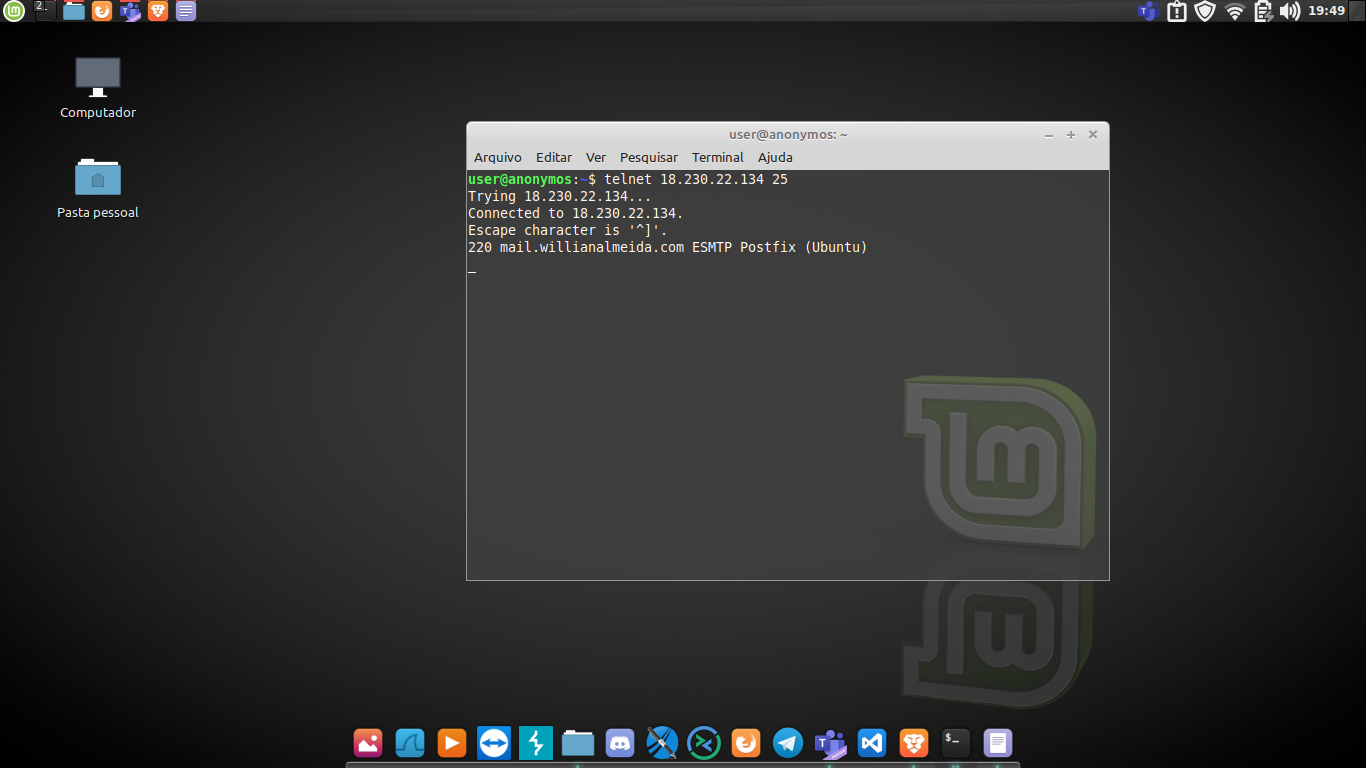 2
19:49
Computador
Pasta pessoal
user@anonymos: ~
Arquivo Editar Ver Pesquisar Terminal Ajuda
user@anonymos:~$ telnet 18.230.22.134 25
Trying 18.230.22.134...
Connected to 18.230.22.134.
Escape character is '^]'.
220 mail.willianalmeida.com ESMTP Postfix (Ubuntu)